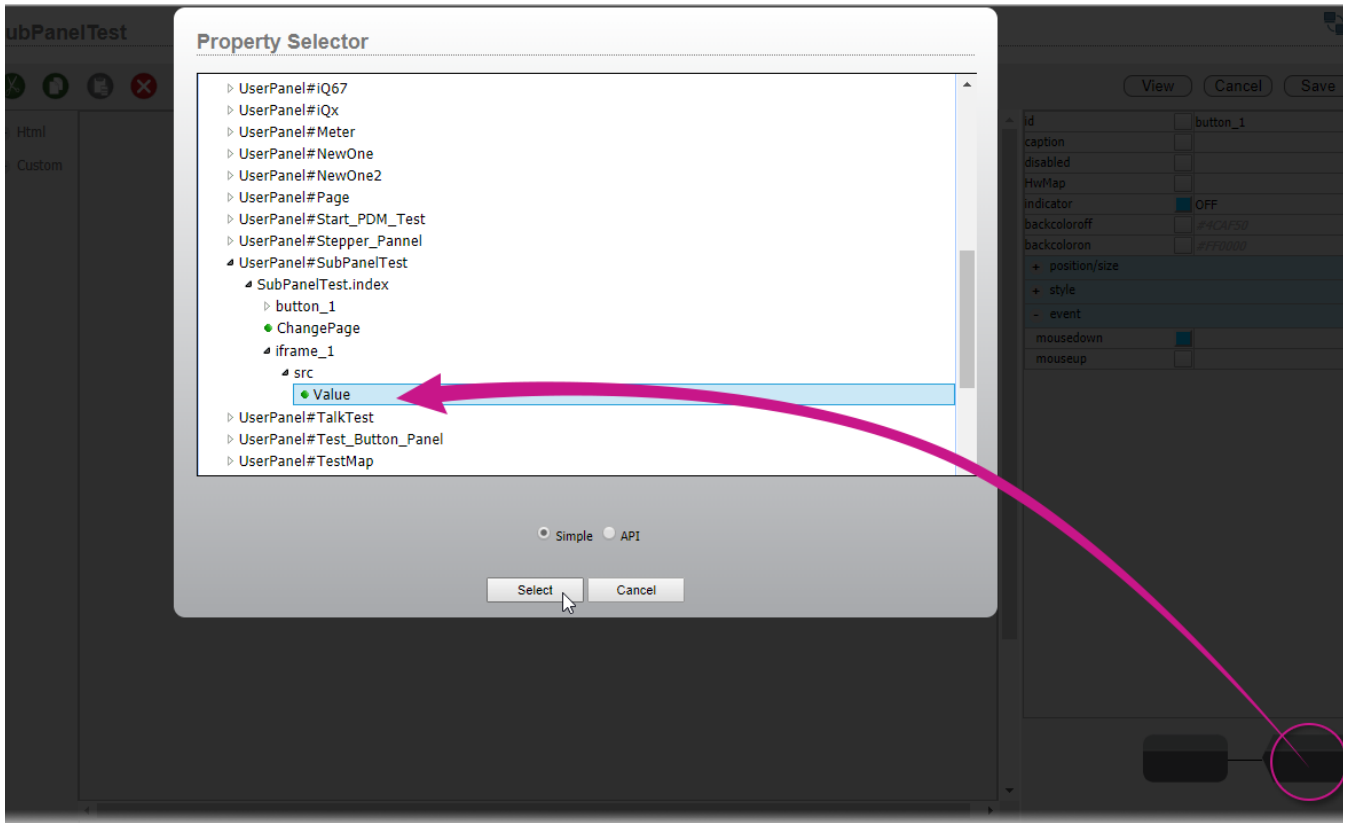 ubPanelTest
Property Selector
UserPanel#iQ67
UserPanel#iQx
UserPanel#Meter
UserPanel#NewOne
UserPanel#NewOne2
UserPanel#Page
UserPanel#Start_PDM_Test
UserPanel#Stepper_Pannel
UserPanel#SubPanelTest
SubPanelTest.index
button_1
ChangePage
iframe_1
src
Value
UserPanel#TalkTest
UserPanel#Test_Button_Panel
UserPanel#TestMap
Simple API
Select Cancel
Html
Custom
View Cancel Save
id button_1
caption
disabled
HwMap
indicator OFF
backcoloroff #4CAF50
backcoloron #FF0000
+ position/size
+ style
- event
mousedown
mouseup